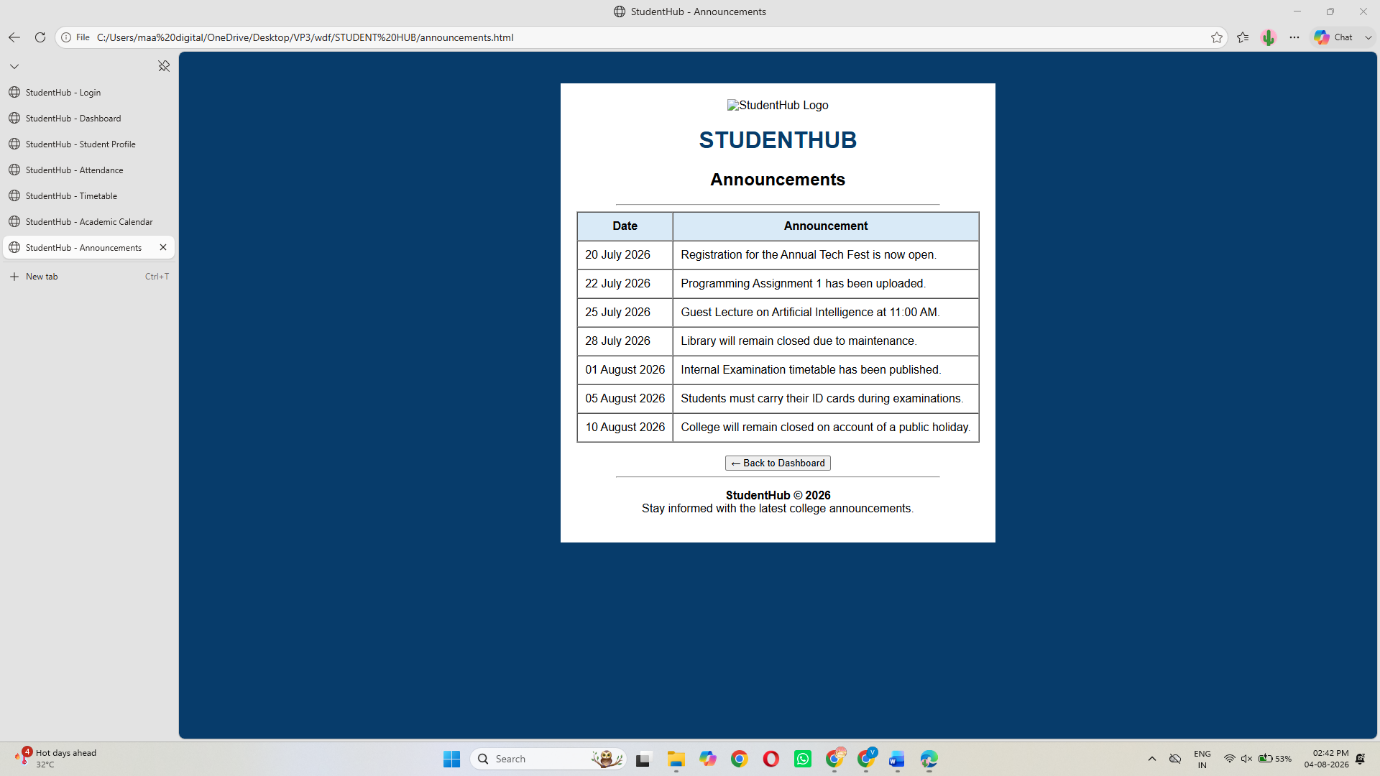 StudentHub - Announcements
File C:/Users/maa%20digital/OneDrive/Desktop/VP3/wdf/STUDENT%20HUB/announcements.html
Chat
StudentHub - Login
StudentHub - Dashboard
StudentHub - Student Profile
StudentHub - Attendance
StudentHub - Timetable
StudentHub - Academic Calendar
StudentHub - Announcements
New tab Ctrl+T
StudentHub Logo
STUDENTHUB
Announcements
Date Announcement
20 July 2026 Registration for the Annual Tech Fest is now open.
22 July 2026 Programming Assignment 1 has been uploaded.
25 July 2026 Guest Lecture on Artificial Intelligence at 11:00 AM.
28 July 2026 Library will remain closed due to maintenance.
01 August 2026 Internal Examination timetable has been published.
05 August 2026 Students must carry their ID cards during examinations.
10 August 2026 College will remain closed on account of a public holiday.
← Back to Dashboard
StudentHub © 2026
Stay informed with the latest college announcements.
4
Hot days ahead
32°C
Search
V
W
ENG
IN
53%
02:42 PM
04-08-2026